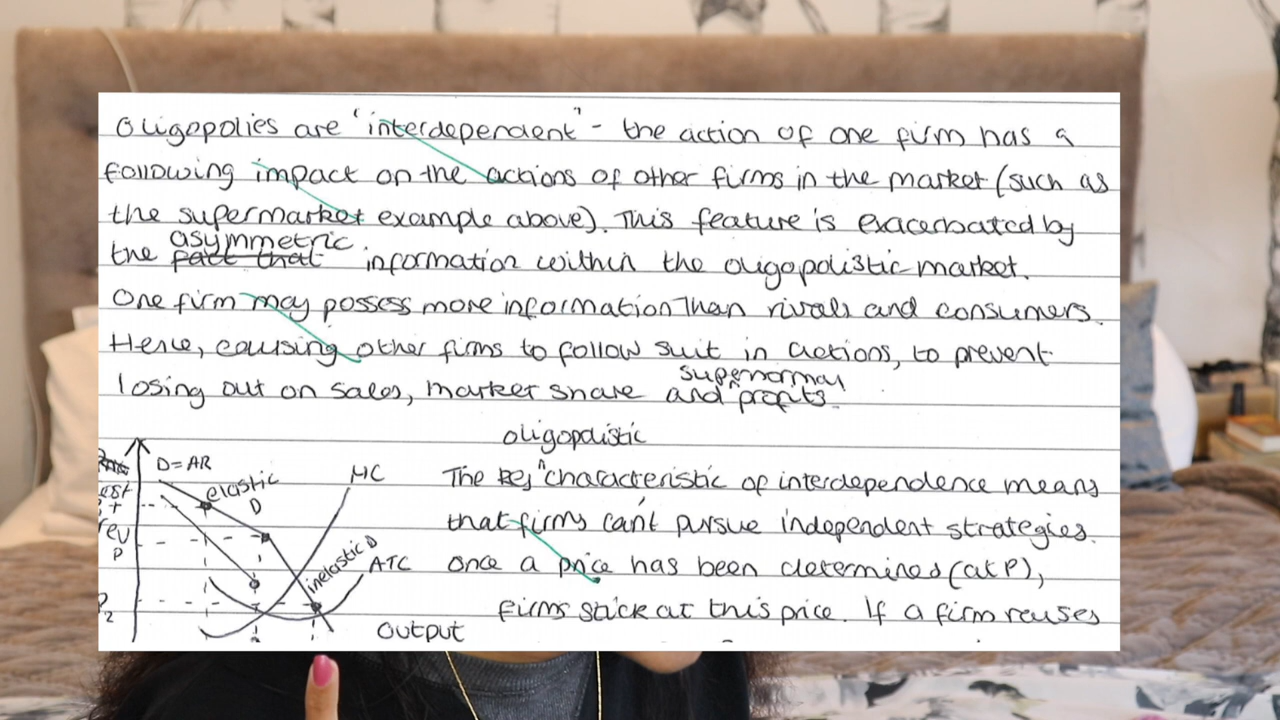 Oligopolies are "interdependent" - the action of one firm has a
following impact on the actions of other firms in the market (such as
the supermarket example above). This feature is exacerbated by
the fact that asymmetric information within the oligopolistic market.
One firm may possess more information than rivals and consumers.
Hence, causing other firms to follow suit in actions, to prevent
losing out on sales, market share and supernormal profits.
D=AR
elastic
D
MC
inelastic D
ATC
rev
P
P2
Output
The key oligopolistic characteristic of interdependence means
that firms can't pursue independent strategies.
Once a price has been determined (at P),
firms stick at this price. If a firm reuses